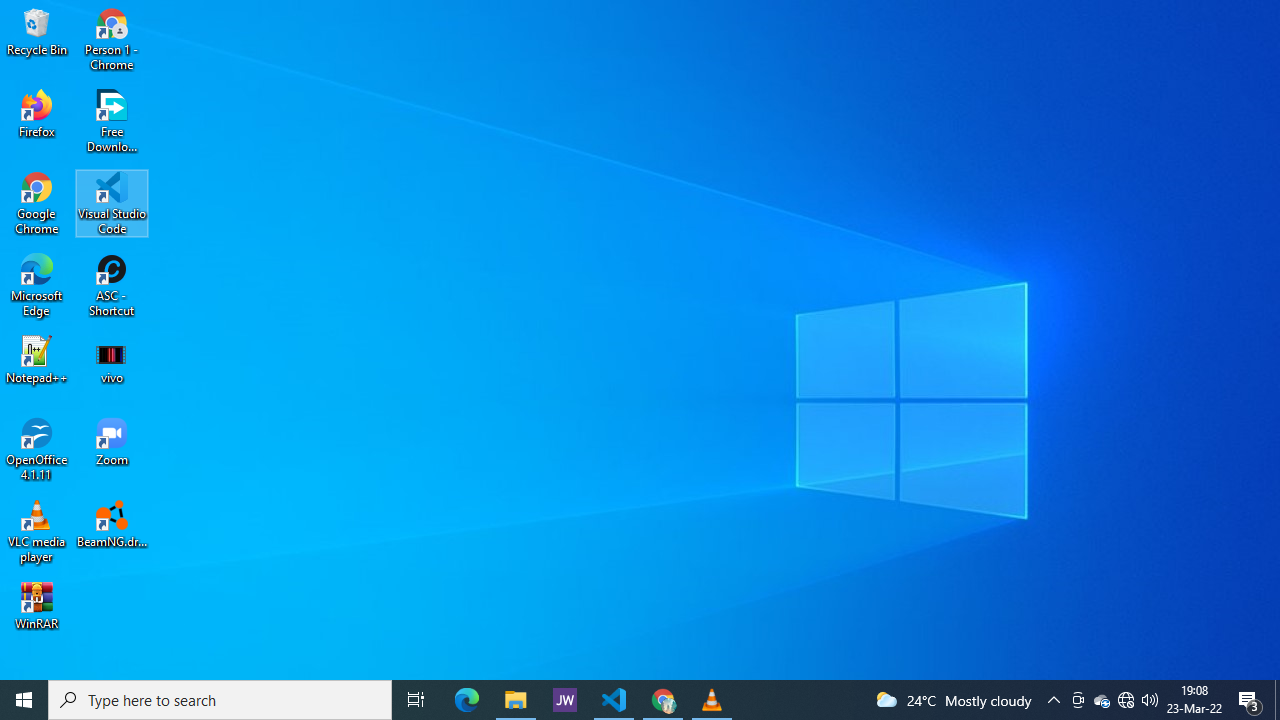 Recycle Bin
Person 1 -
Chrome
Firefox
Free
Downlo...
Google
Chrome
Visual Studio
Code
Microsoft
Edge
ASC -
Shortcut
Notepad++
vivo
OpenOffice
4.1.11
Zoom
VLC media
player
BeamNG.dr...
WinRAR
Type here to search
JW
24°C Mostly cloudy
19:08
23-Mar-22
3